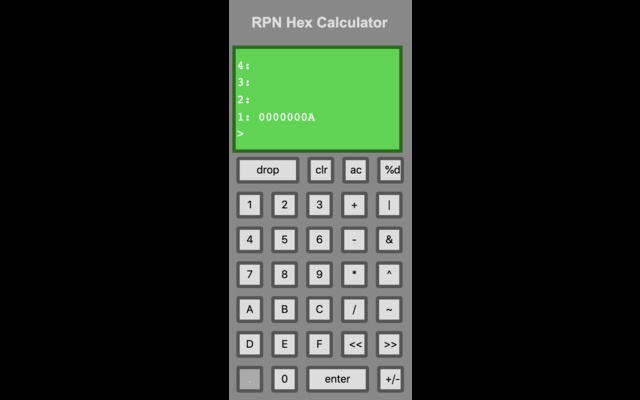 RPN Hex Calculator
4:
3:
2:
1: 0000000A
>
drop clr ac %d
1 2 3 + |
4 5 6 - &
7 8 9 * ^
A B C / ~
D E F << >>
. 0 enter +/-